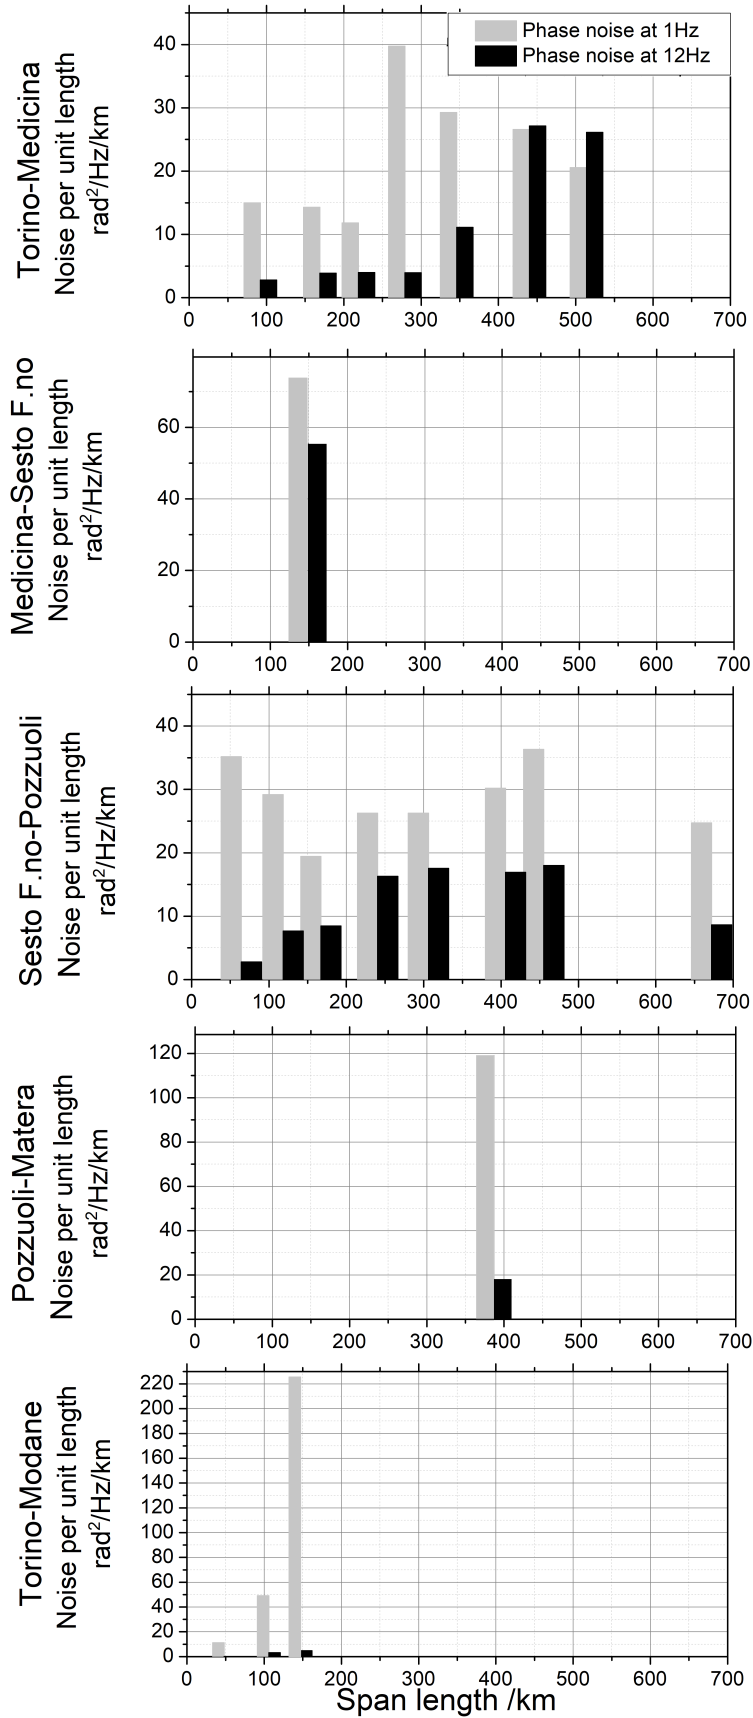 Phase noise at 1Hz
Phase noise at 12Hz
Torino-Medicina
Noise per unit length
rad²/Hz/km
40
30
20
10
0
0 100 200 300 400 500 600 700
Medicina-Sesto F.no
Noise per unit length
rad²/Hz/km
60
40
20
0
0 100 200 300 400 500 600 700
Sesto F.no-Pozzuoli
Noise per unit length
rad²/Hz/km
40
30
20
10
0
0 100 200 300 400 500 600 700
Pozzuoli-Matera
Noise per unit length
rad²/Hz/km
120
100
80
60
40
20
0
0 100 200 300 400 500 600 700
Torino-Modane
Noise per unit length
rad²/Hz/km
220
200
180
160
140
120
100
80
60
40
20
0
0 100 200 300 400 500 600 700
Span length /km